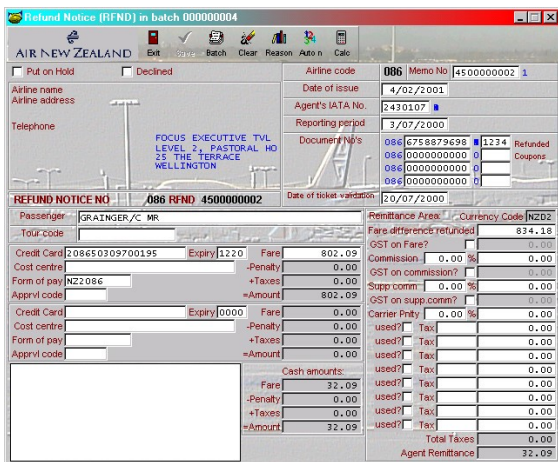 Refund Notice (RFND) in batch 000000004
AIR NEW ZEALAND
Exit Save Batch Clear Reason Auto n Calc
Put on Hold Declined
Airline code 086 Memo No 4500000002 1
Airline name
Airline address
Date of issue 4/02/2001
Agent's IATA No. 2430107
Telephone
Reporting period 3/07/2000
FOCUS EXECUTIVE TVL
LEVEL 2, PASTORAL HO
25 THE TERRACE
WELLINGTON
Document No's 086 6758879698 1234 Refunded
086 0000000000 0 Coupons
086 0000000000 0
086 0000000000
REFUND NOTICE NO 086 RFND 4500000002
Date of ticket validation 20/07/2000
Passenger GRAINGER/C MR
Tour code
Remittance Area: Currency Code NZD2
Fare difference refunded 834.18
GST on Fare?
Commission 0.00 % 0.00
GST on commission? 0.00
Supp comm 0.00 % 0.00
GST on supp.comm? 0.00
Carrier Pnlty 0.00 % 0.00
used? Tax 0.00
used? Tax 0.00
used? Tax 0.00
used? Tax 0.00
used? Tax 0.00
used? Tax 0.00
used? Tax 0.00
used? Tax 0.00
used? Tax 0.00
Total Taxes 0.00
Agent Remittance 32.09
Credit Card 208650309700195 Expiry 1220 Fare 802.09
Cost centre -Penalty 0.00
Form of pay NZ2086 +Taxes 0.00
Apprvl code =Amount 802.09
Credit Card Expiry 0000 Fare 0.00
Cost centre -Penalty 0.00
Form of pay +Taxes 0.00
Apprvl code =Amount 0.00
Cash amounts:
Fare 32.09
-Penalty 0.00
+Taxes 0.00
=Amount 32.09